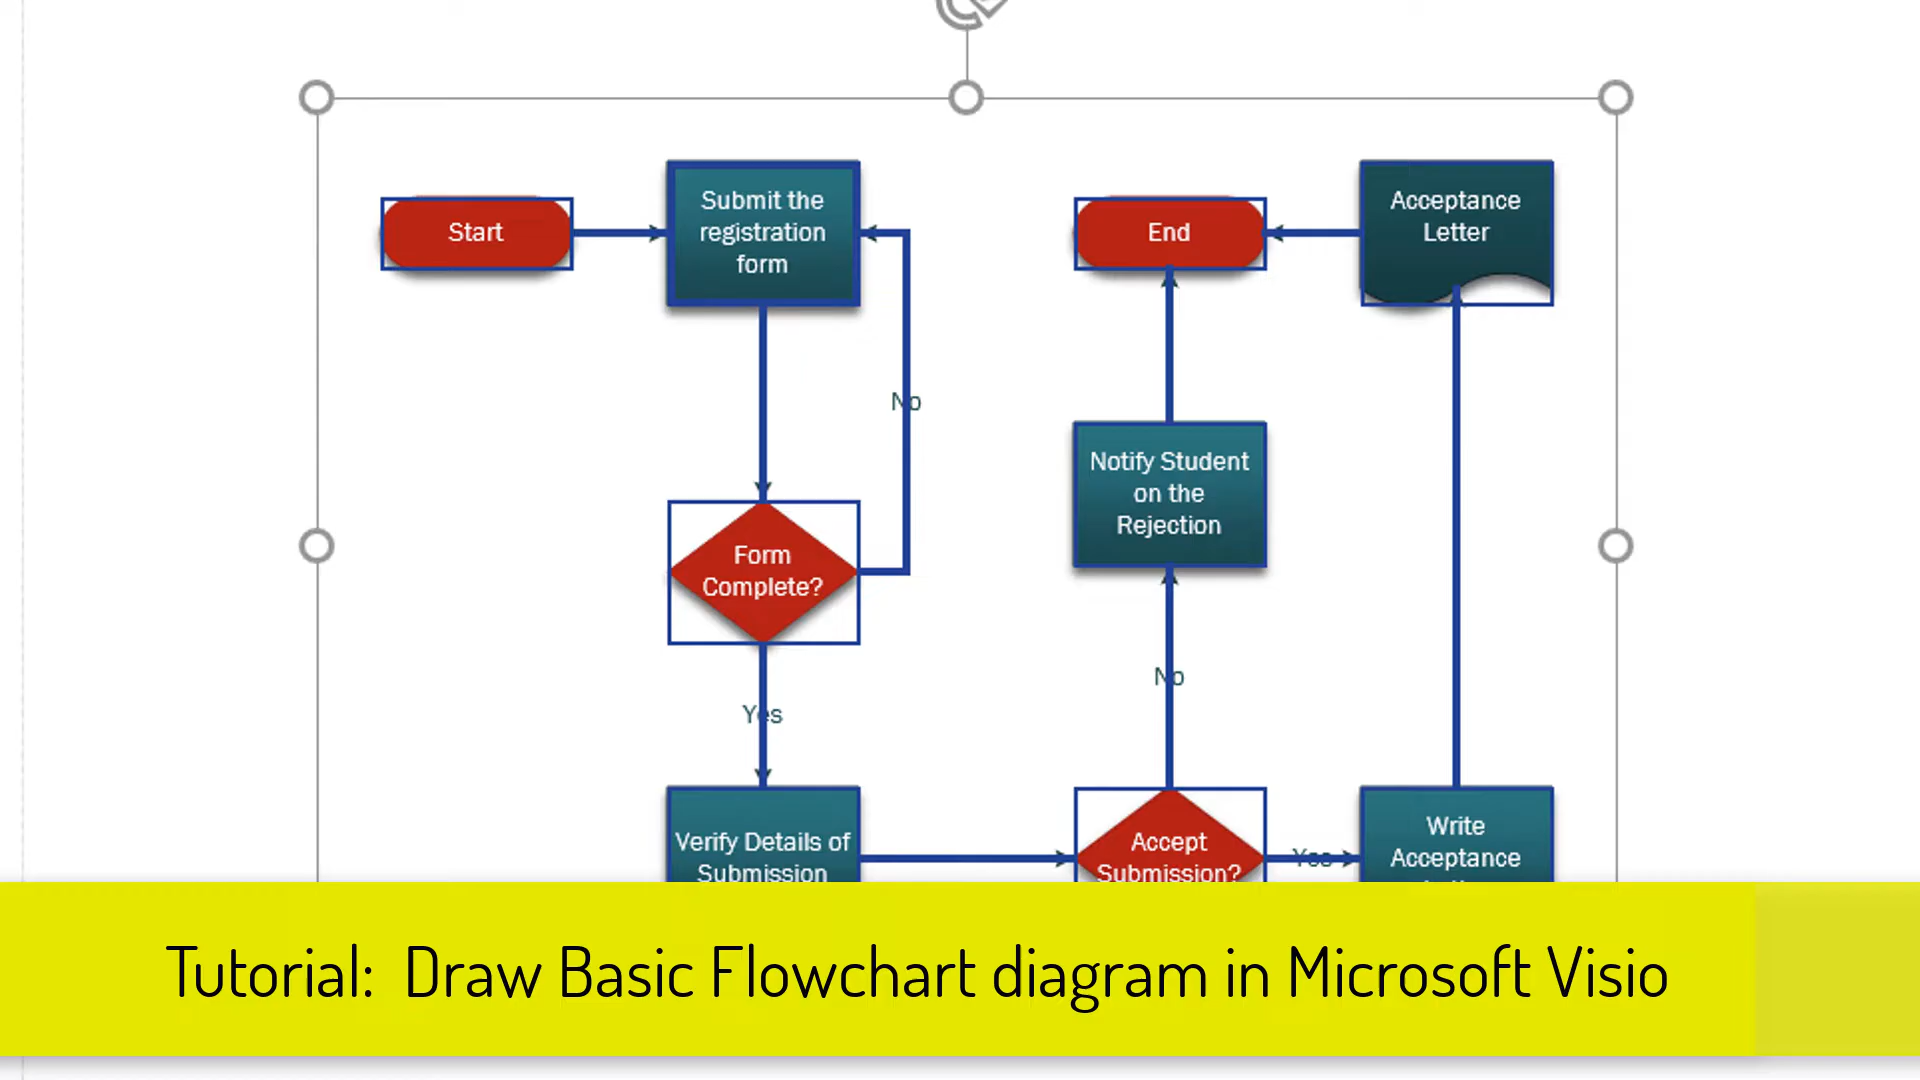 Start
Submit the
registration
form
End
Acceptance
Letter
No
Notify Student
on the
Rejection
Form
Complete?
No
Yes
Verify Details of
Submission
Accept
Submission?
Yes
Write
Acceptance
Tutorial: Draw Basic Flowchart diagram in Microsoft Visio